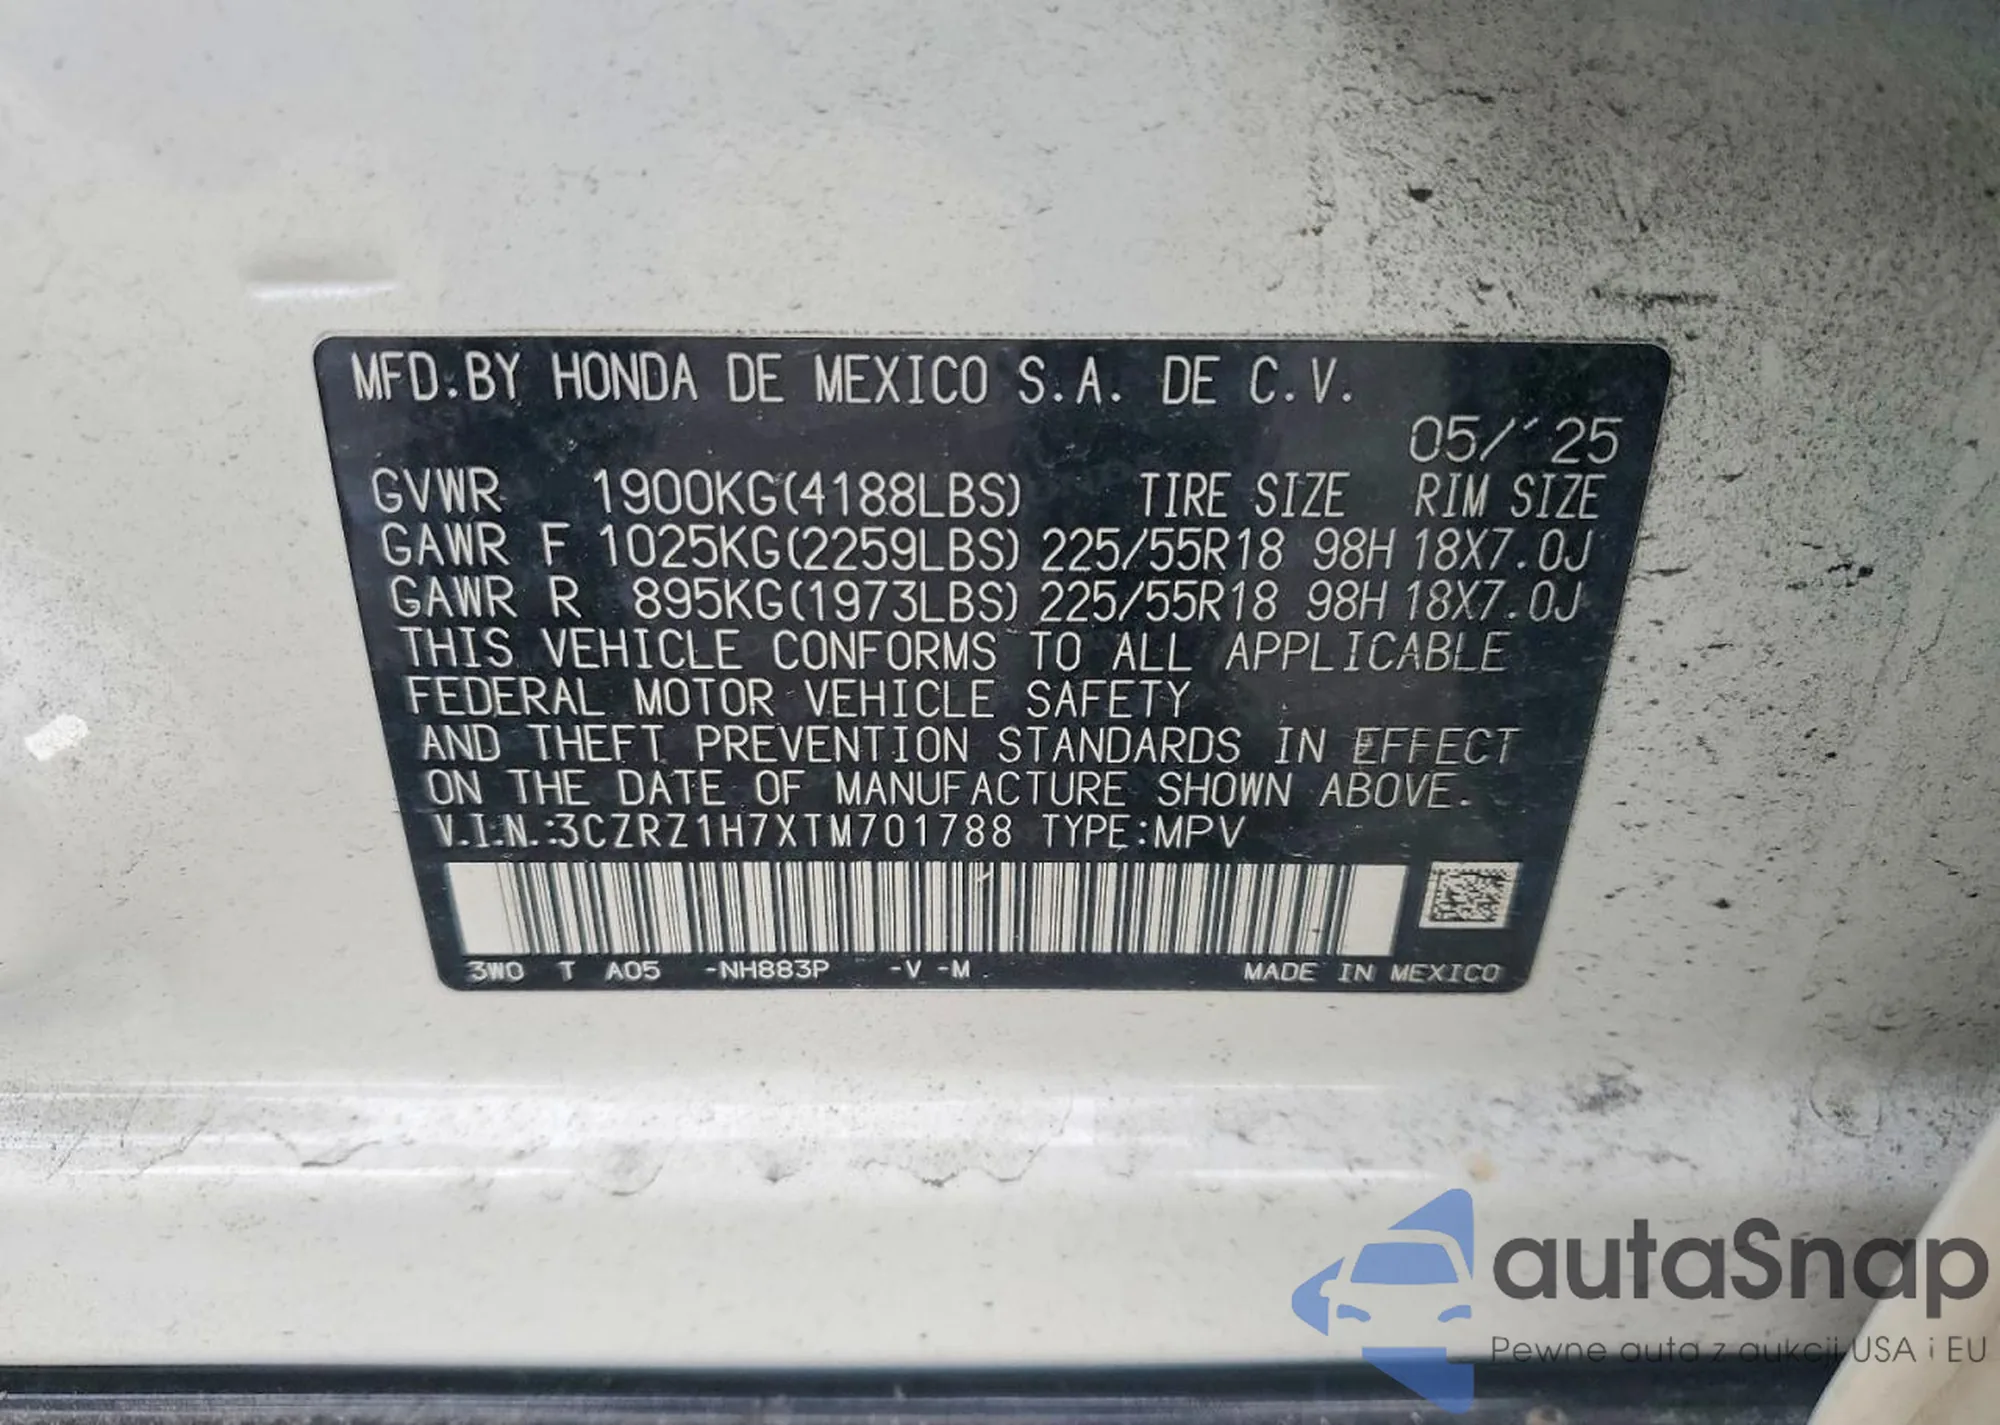 MFD.BY HONDA DE MEXICO S.A. DE C.V.
05/'25
GVWR 1900KG(4188LBS) TIRE SIZE RIM SIZE
GAWR F 1025KG(2259LBS) 225/55R18 98H 18X7.0J
GAWR R 895KG(1973LBS) 225/55R18 98H 18X7.0J
THIS VEHICLE CONFORMS TO ALL APPLICABLE
FEDERAL MOTOR VEHICLE SAFETY
AND THEFT PREVENTION STANDARDS IN EFFECT
ON THE DATE OF MANUFACTURE SHOWN ABOVE.
V.I.N.:3CZRZ1H7XTM701788 TYPE:MPV
3W0 T A05 -NH883P -V -M
MADE IN MEXICO
autaSnap
Pewne auta z aukcji USA i EU